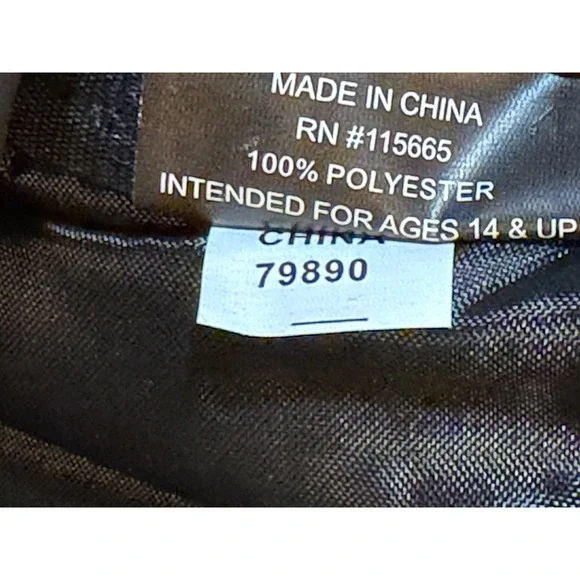 MADE IN CHINA
RN #115665
100% POLYESTER
INTENDED FOR AGES 14 & UP
CHINA
79890